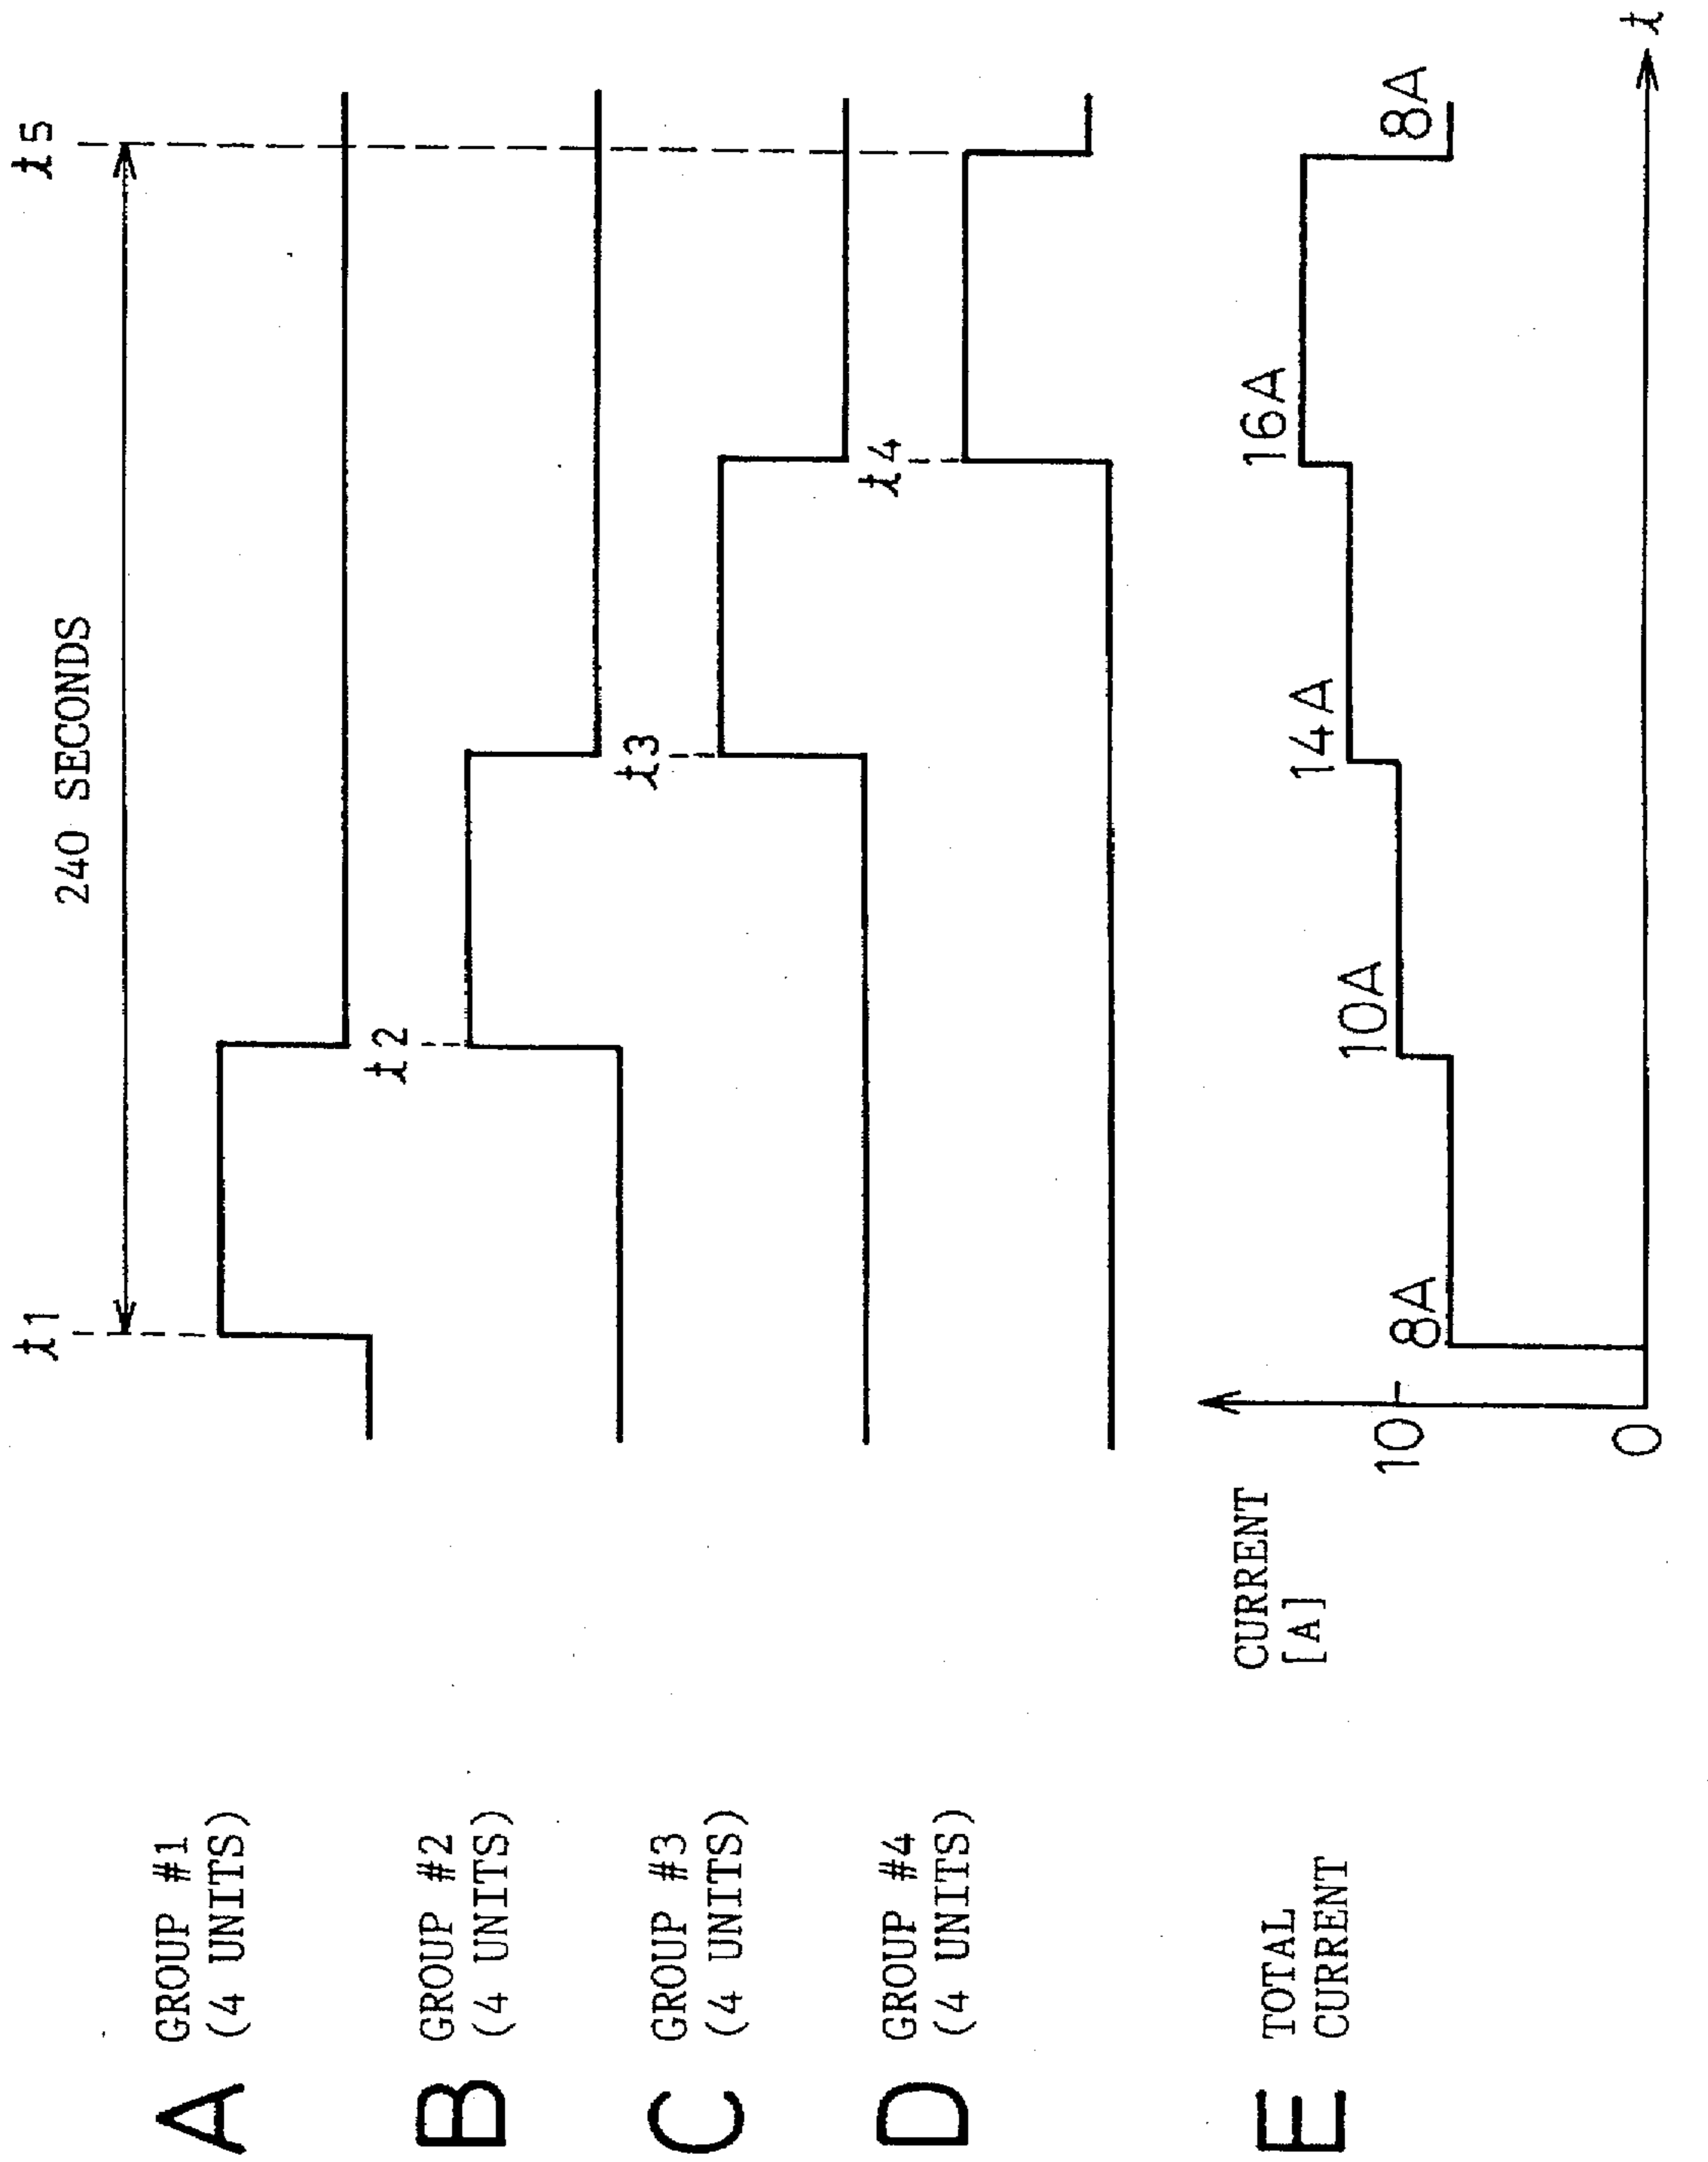 t1
t5
240 SECONDS
A GROUP #1
(4 UNITS)
t2
B GROUP #2
(4 UNITS)
t3
C GROUP #3
(4 UNITS)
t4
D GROUP #4
(4 UNITS)
E TOTAL
CURRENT
CURRENT
[A]
10
0
8A
10A
14A
16A
8A
t